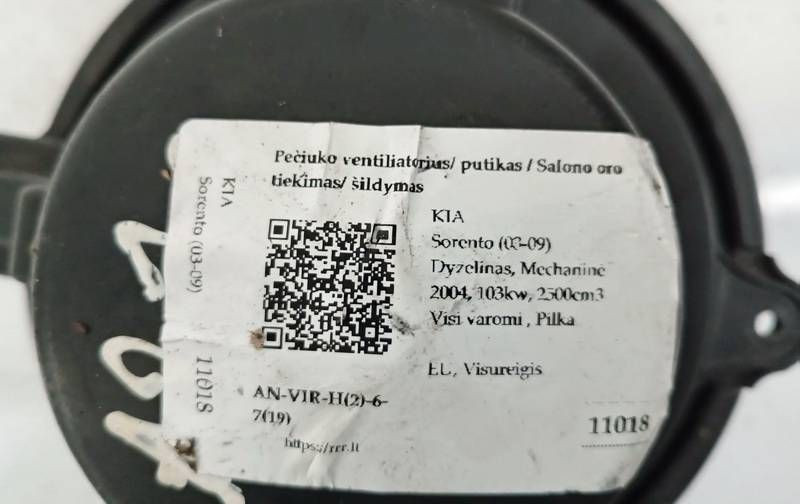 Pečiuko ventiliatorius/ putikas / Salono oro
tiekimas/ šildymas
KIA
Sorento (03-09)
Dyzelinas, Mechaninė
2004, 103kw, 2500cm3
Visi varomi , Pilka
EU, Visureigis
AN-VIR-H(2)-6-
7(19)
https://rrr.lt
11018
KIA
Sorento (03-09)
11018